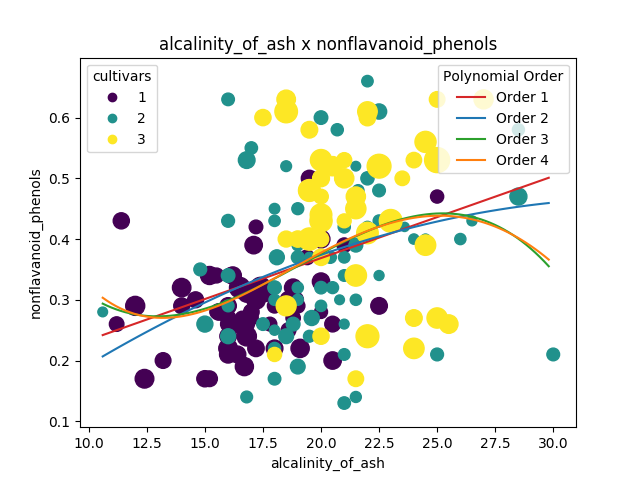 alcalinity_of_ash x nonflavanoid_phenols
cultivars
1
2
3
Polynomial Order
Order 1
Order 2
Order 3
Order 4
nonflavanoid_phenols
0.6
0.5
0.4
0.3
0.2
0.1
10.0 12.5 15.0 17.5 20.0 22.5 25.0 27.5 30.0
alcalinity_of_ash